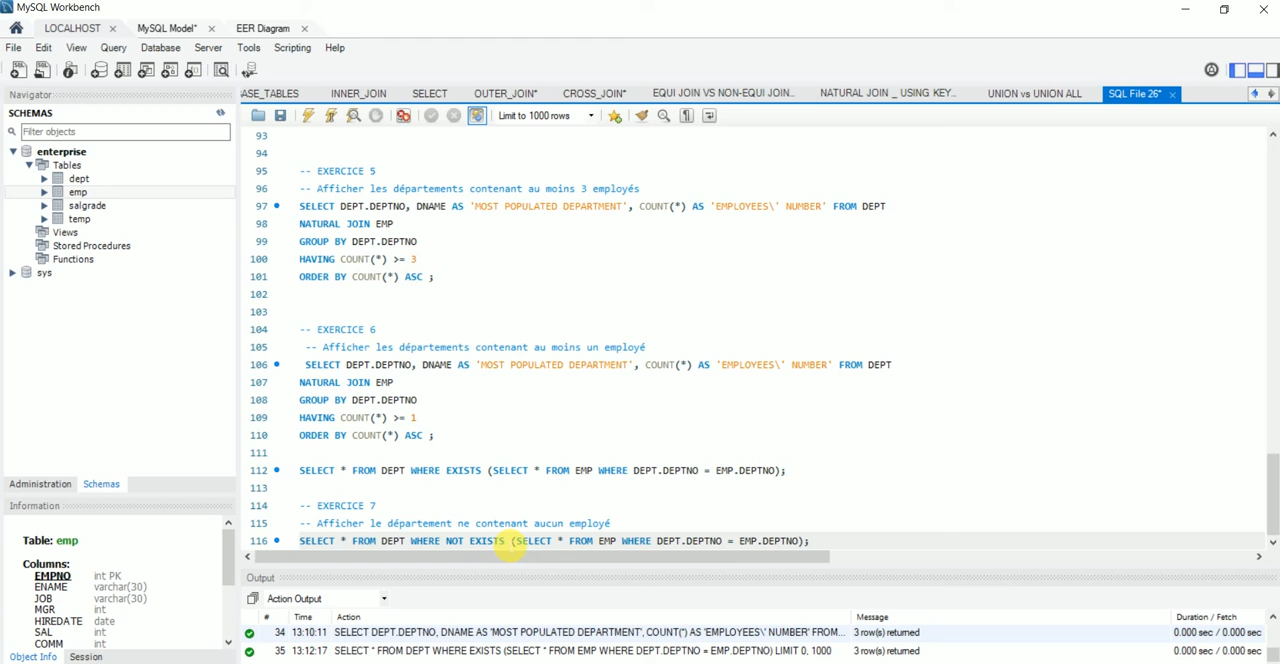 MySQL Workbench
LOCALHOST
MySQL Model*
EER Diagram
File Edit View Query Database Server Tools Scripting Help
Navigator
SCHEMAS
Filter objects
enterprise
Tables
dept
emp
salgrade
temp
Views
Stored Procedures
Functions
sys
Administration Schemas
Information
Table: emp
Columns:
EMPNO int PK
ENAME varchar(30)
JOB varchar(30)
MGR int
HIREDATE date
SAL int
COMM int
Object Info Session
ASE_TABLES INNER_JOIN SELECT OUTER_JOIN* CROSS_JOIN* EQUI JOIN VS NON-EQUI JOIN... NATURAL JOIN _ USING KEY... UNION vs UNION ALL SQL File 26*
Limit to 1000 rows
93
94
95 -- EXERCICE 5
96 -- Afficher les départements contenant au moins 3 employés
97 SELECT DEPT.DEPTNO, DNAME AS 'MOST POPULATED DEPARTMENT', COUNT(*) AS 'EMPLOYEES\' NUMBER' FROM DEPT
98 NATURAL JOIN EMP
99 GROUP BY DEPT.DEPTNO
100 HAVING COUNT(*) >= 3
101 ORDER BY COUNT(*) ASC ;
102
103
104 -- EXERCICE 6
105 -- Afficher les départements contenant au moins un employé
106 SELECT DEPT.DEPTNO, DNAME AS 'MOST POPULATED DEPARTMENT', COUNT(*) AS 'EMPLOYEES\' NUMBER' FROM DEPT
107 NATURAL JOIN EMP
108 GROUP BY DEPT.DEPTNO
109 HAVING COUNT(*) >= 1
110 ORDER BY COUNT(*) ASC ;
111
112 SELECT * FROM DEPT WHERE EXISTS (SELECT * FROM EMP WHERE DEPT.DEPTNO = EMP.DEPTNO);
113
114 -- EXERCICE 7
115 -- Afficher le département ne contenant aucun employé
116 SELECT * FROM DEPT WHERE NOT EXISTS (SELECT * FROM EMP WHERE DEPT.DEPTNO = EMP.DEPTNO);
Output
Action Output
# Time Action Message Duration / Fetch
34 13:10:11 SELECT DEPT.DEPTNO, DNAME AS 'MOST POPULATED DEPARTMENT', COUNT(*) AS 'EMPLOYEES\' NUMBER' FROM... 3 row(s) returned 0.000 sec / 0.000 sec
35 13:12:17 SELECT * FROM DEPT WHERE EXISTS (SELECT * FROM EMP WHERE DEPT.DEPTNO = EMP.DEPTNO) LIMIT 0, 1000 3 row(s) returned 0.000 sec / 0.000 sec